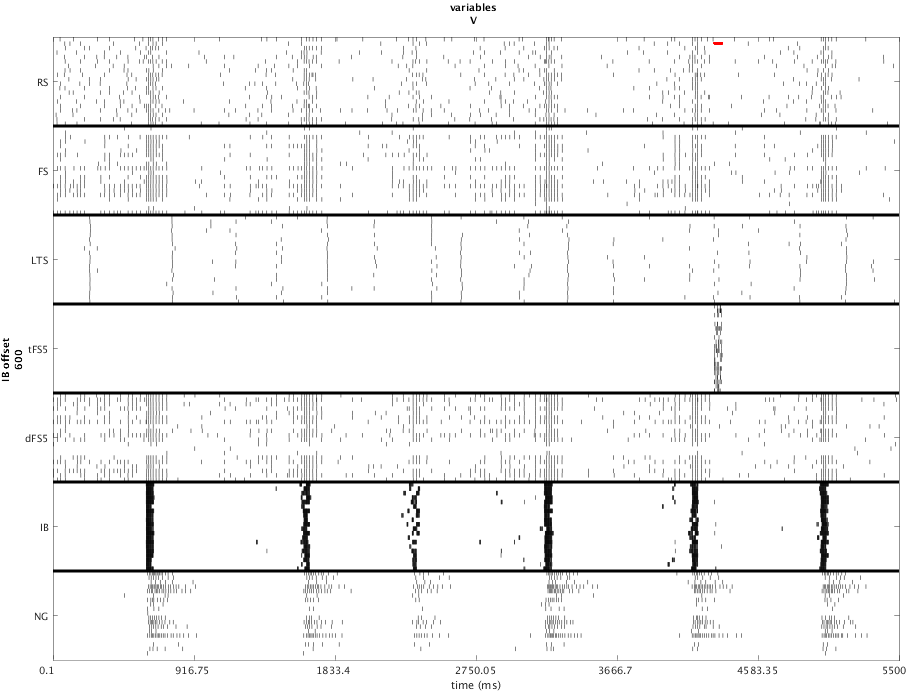 variables
V
RS
FS
LTS
tFS5
dFS5
IB
NG
IB offset
600
0.1
916.75
1833.4
2750.05
3666.7
4583.35
5500
time (ms)